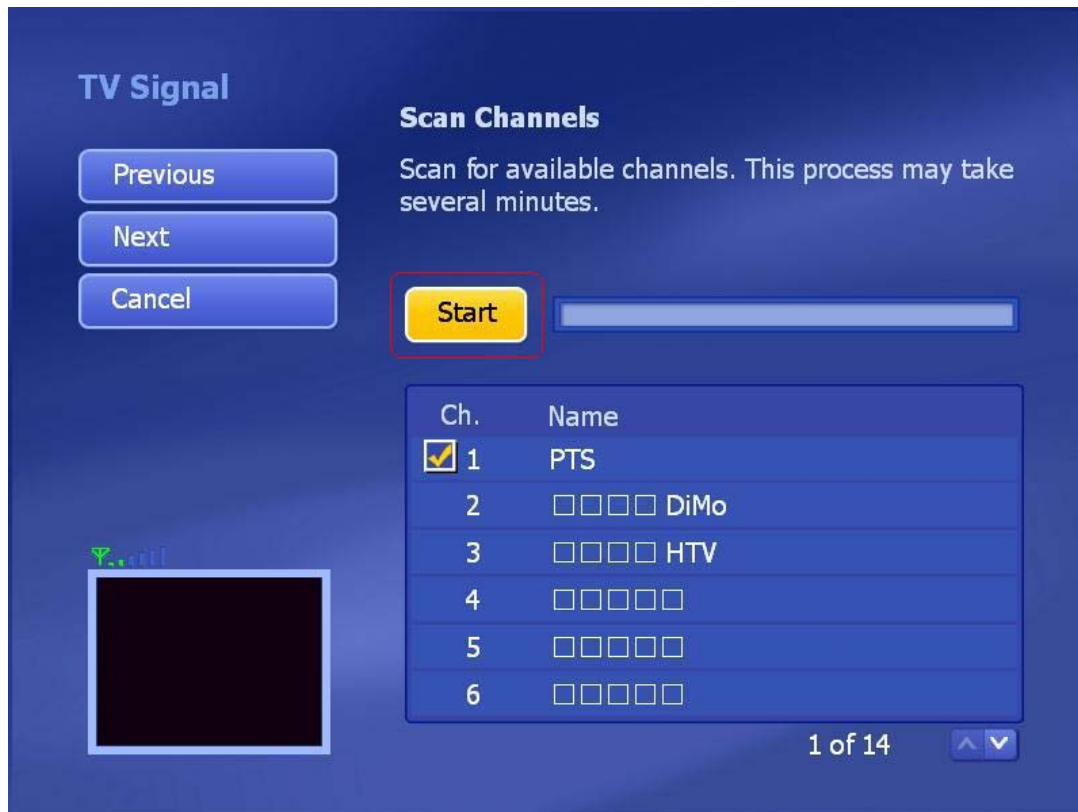 TV Signal
Previous
Next
Cancel
Scan Channels
Scan for available channels. This process may take
several minutes.
Start
Ch. Name
1 PTS
2 □□□□ DiMo
3 □□□□ HTV
4 □□□□□
5 □□□□□
6 □□□□□
1 of 14